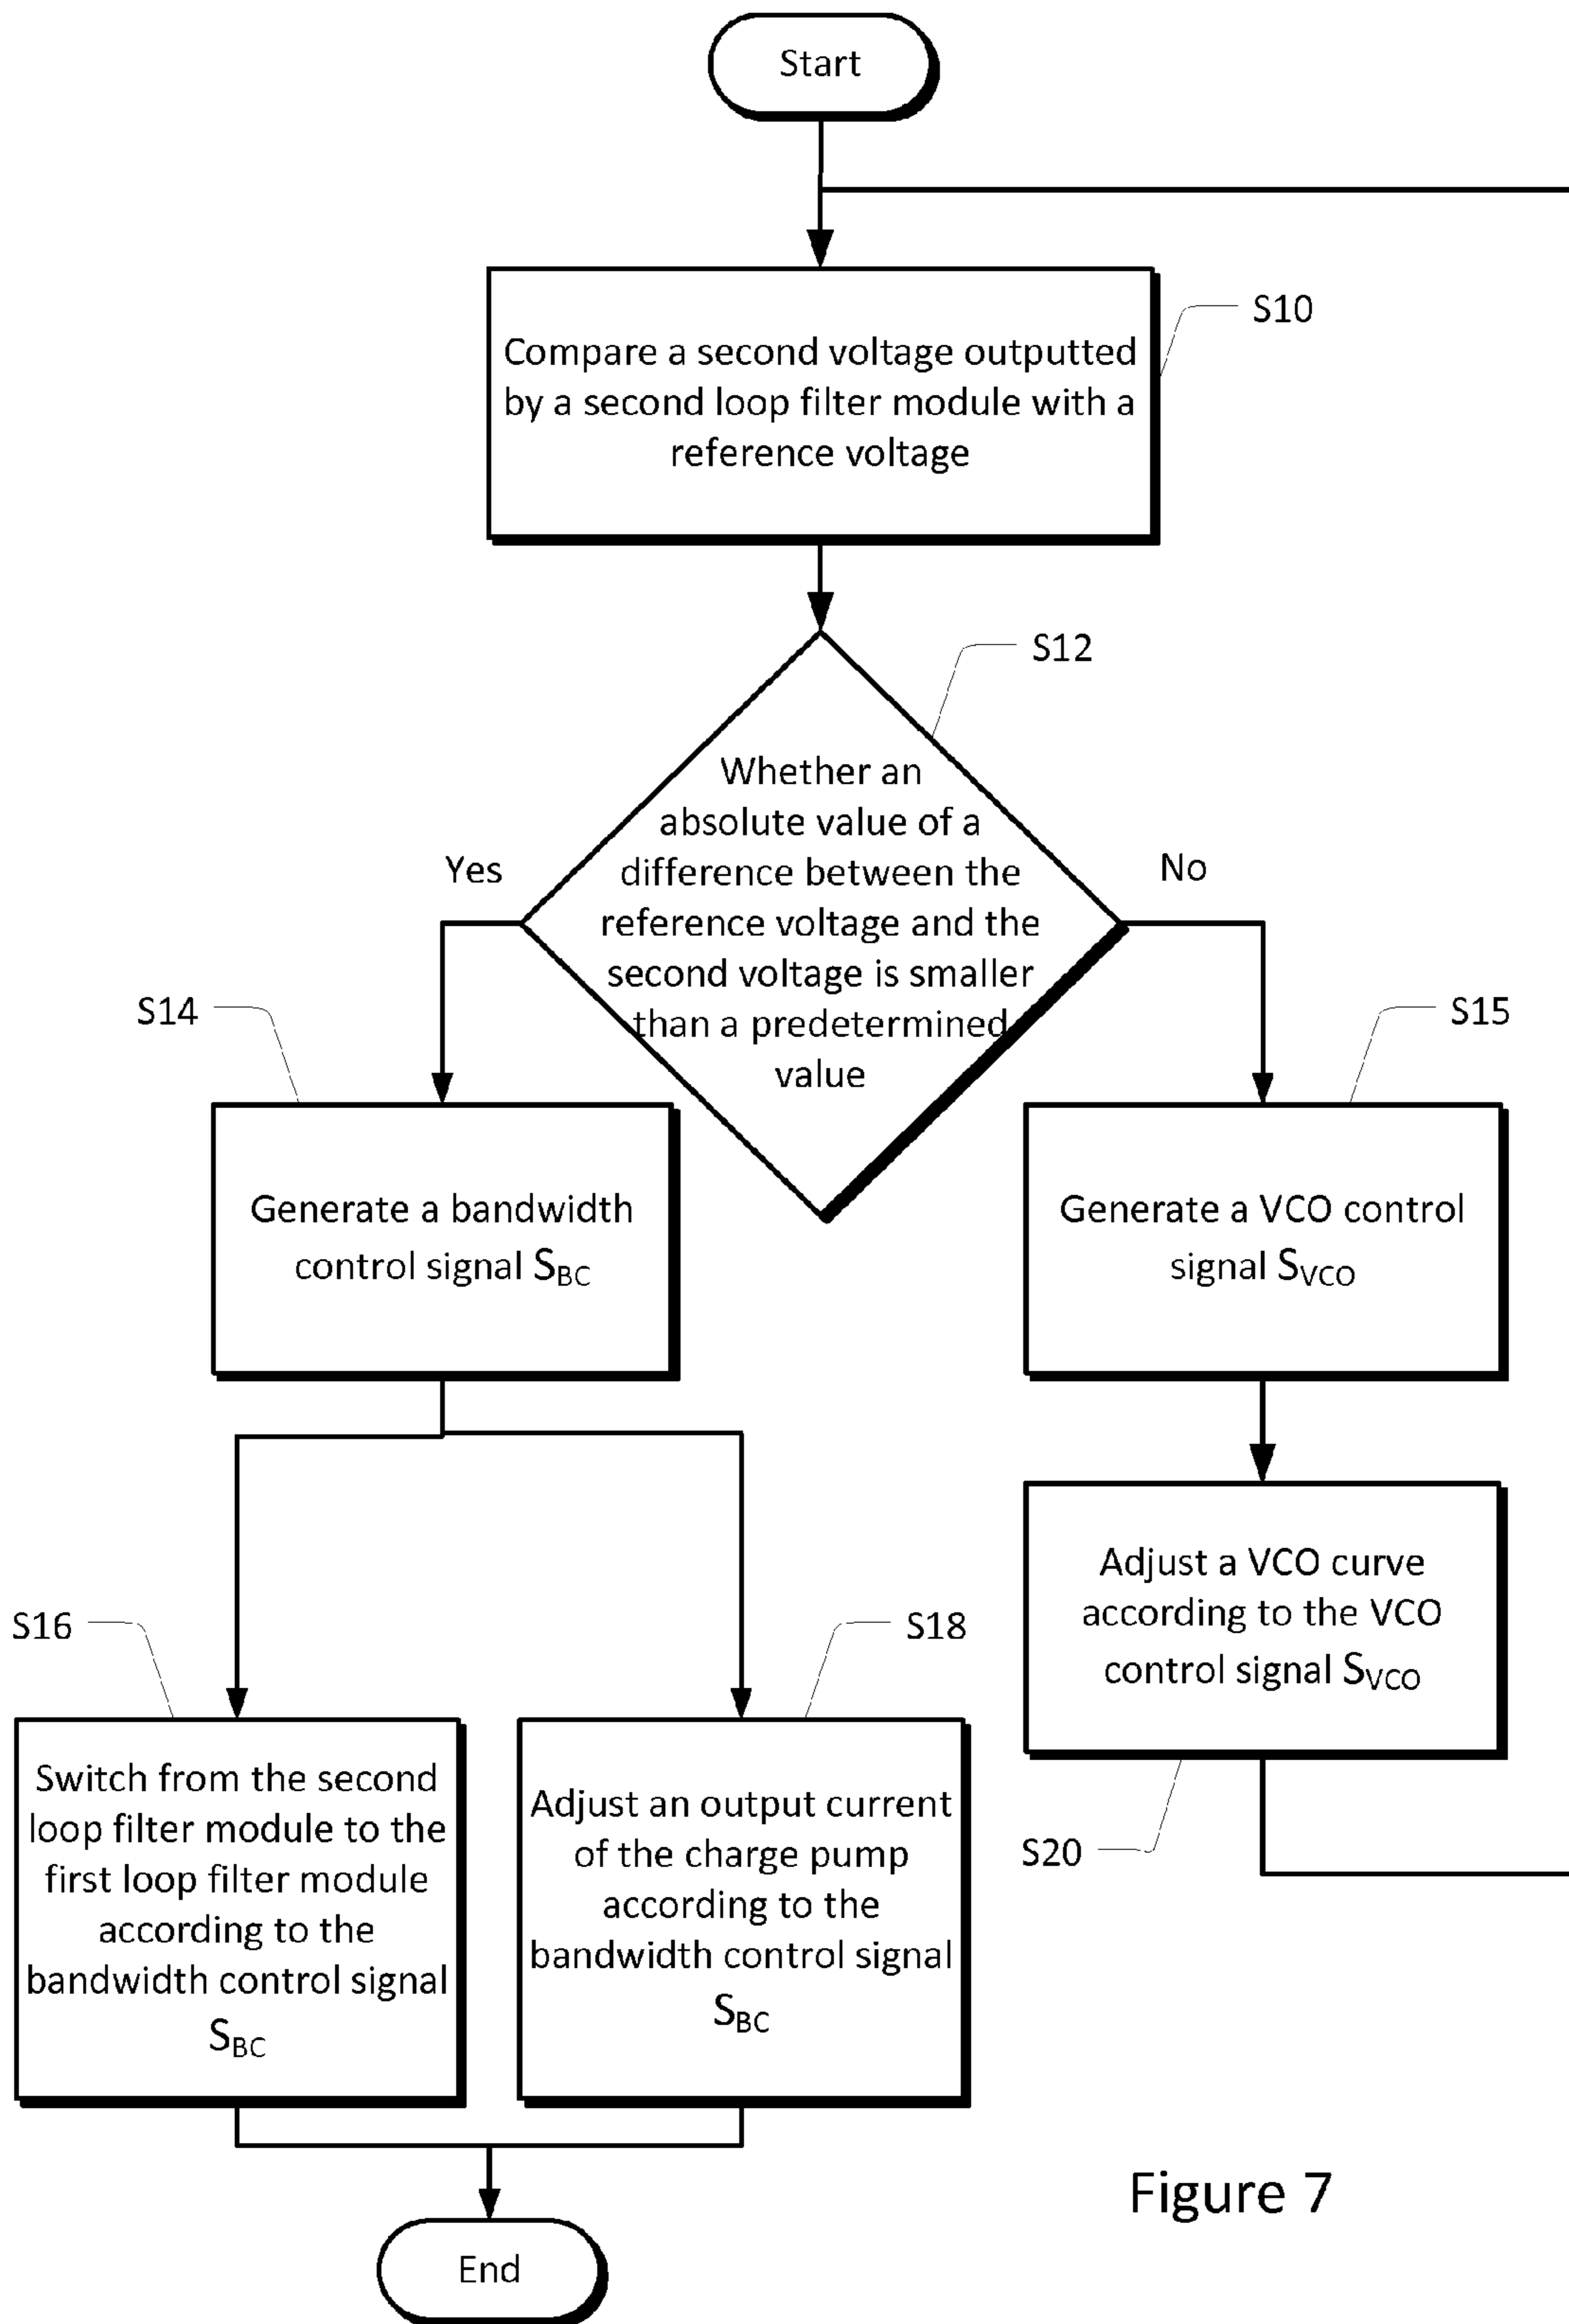 Start
S10
Compare a second voltage outputted
by a second loop filter module with a
reference voltage
S12
Whether an
absolute value of a
difference between the
reference voltage and the
second voltage is smaller
than a predetermined
value
Yes
No
S14
S15
Generate a bandwidth
control signal SBC
Generate a VCO control
signal SVCO
Adjust a VCO curve
according to the VCO
control signal SVCO
S16
S18
S20
Switch from the second
loop filter module to the
first loop filter module
according to the
bandwidth control signal
SBC
Adjust an output current
of the charge pump
according to the
bandwidth control signal
SBC
End
Figure 7